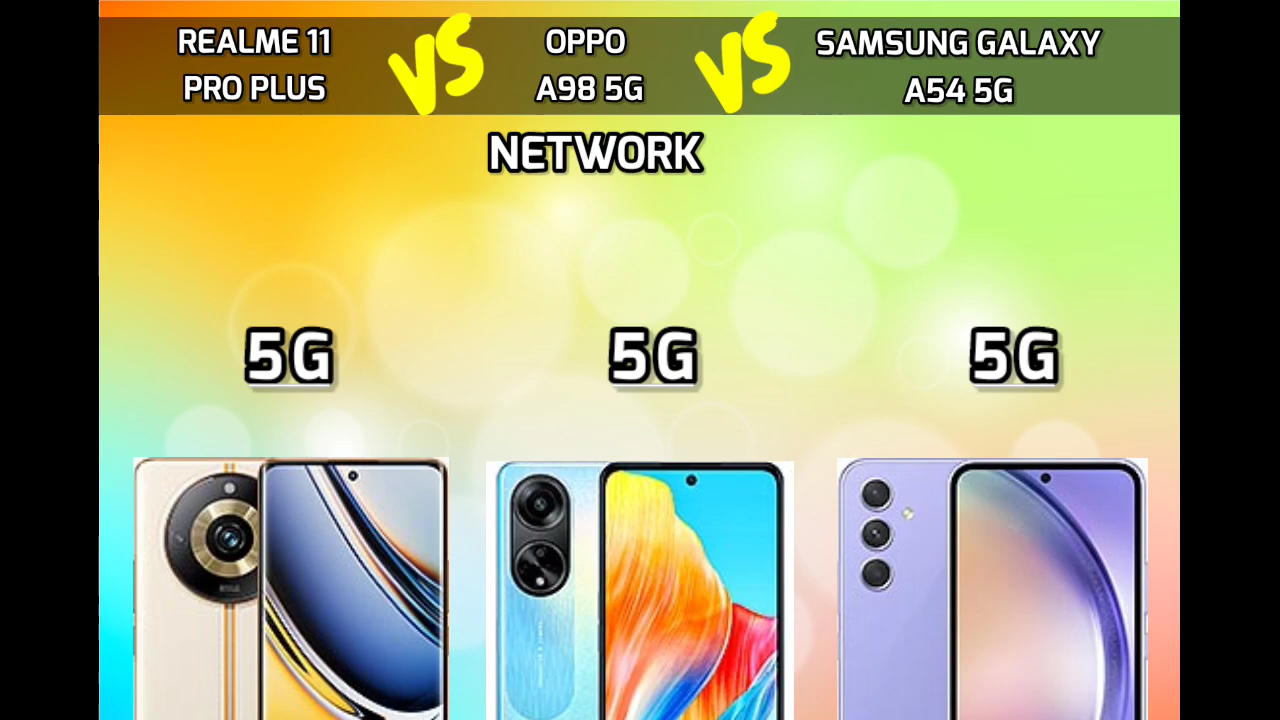 REALME 11
PRO PLUS
VS
OPPO
A98 5G
VS
SAMSUNG GALAXY
A54 5G
NETWORK
5G
5G
5G